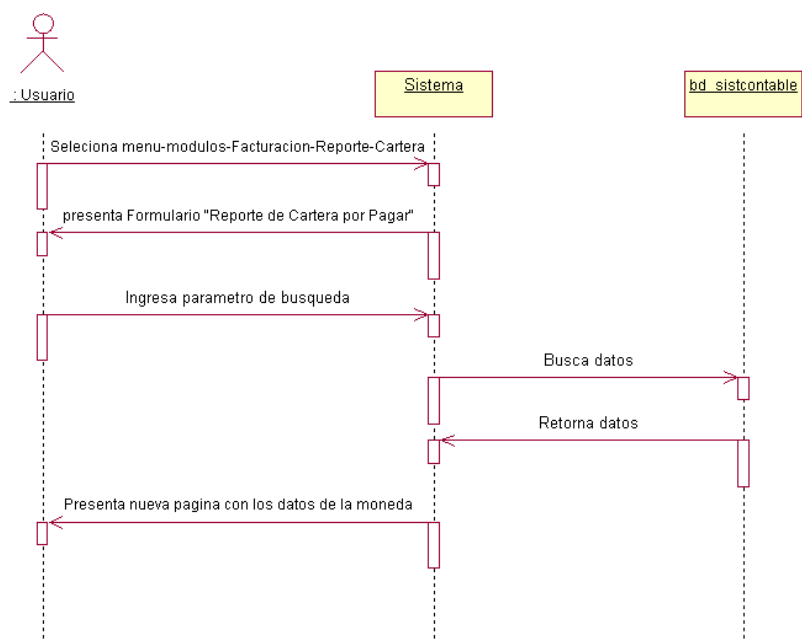 : Usuario
Sistema
bd_sistcontable
Seleciona menu-modulos-Facturacion-Reporte-Cartera
presenta Formulario "Reporte de Cartera por Pagar"
Ingresa parametro de busqueda
Busca datos
Retorna datos
Presenta nueva pagina con los datos de la moneda